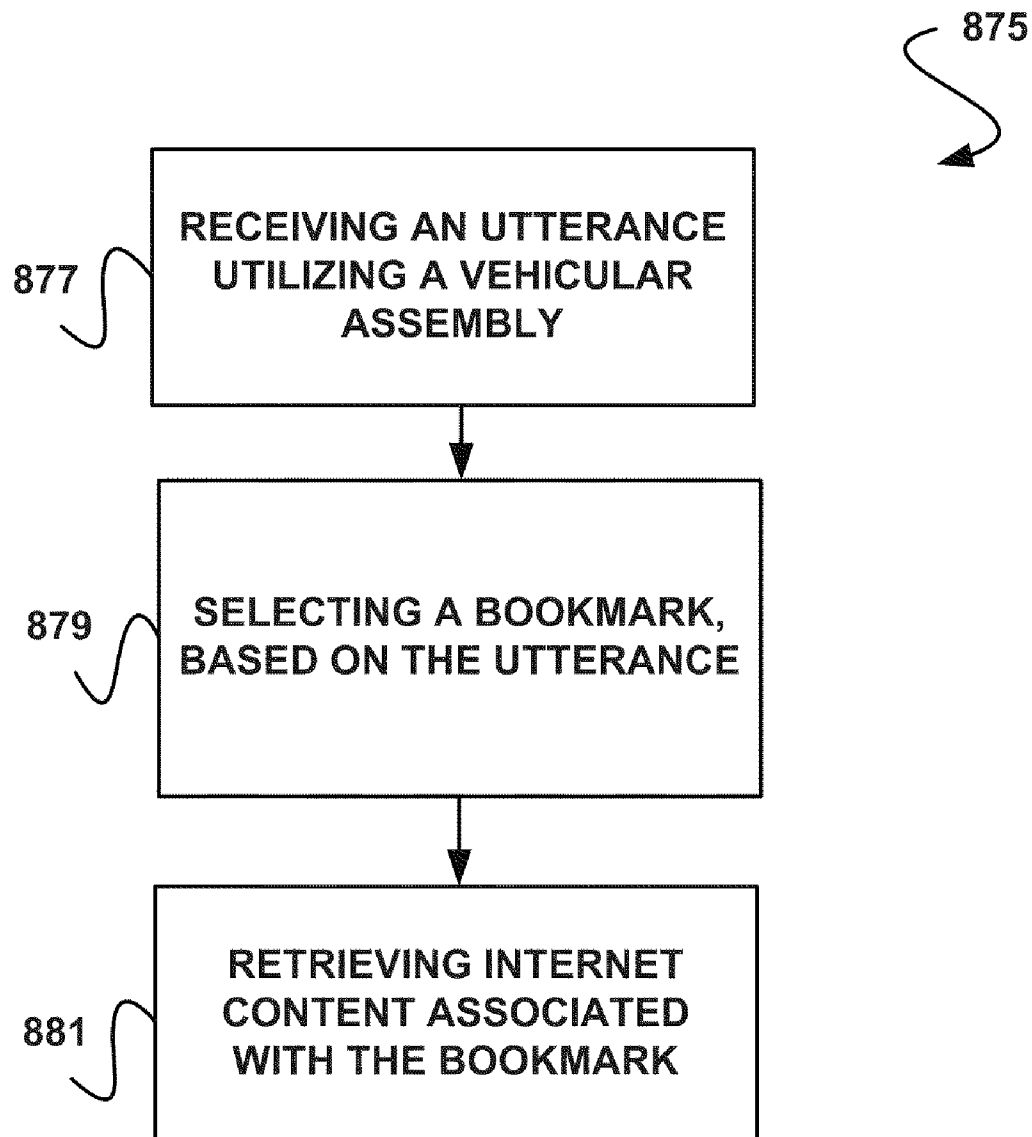 875
RECEIVING AN UTTERANCE
UTILIZING A VEHICULAR
ASSEMBLY
877
SELECTING A BOOKMARK,
BASED ON THE UTTERANCE
879
RETRIEVING INTERNET
CONTENT ASSOCIATED
WITH THE BOOKMARK
881